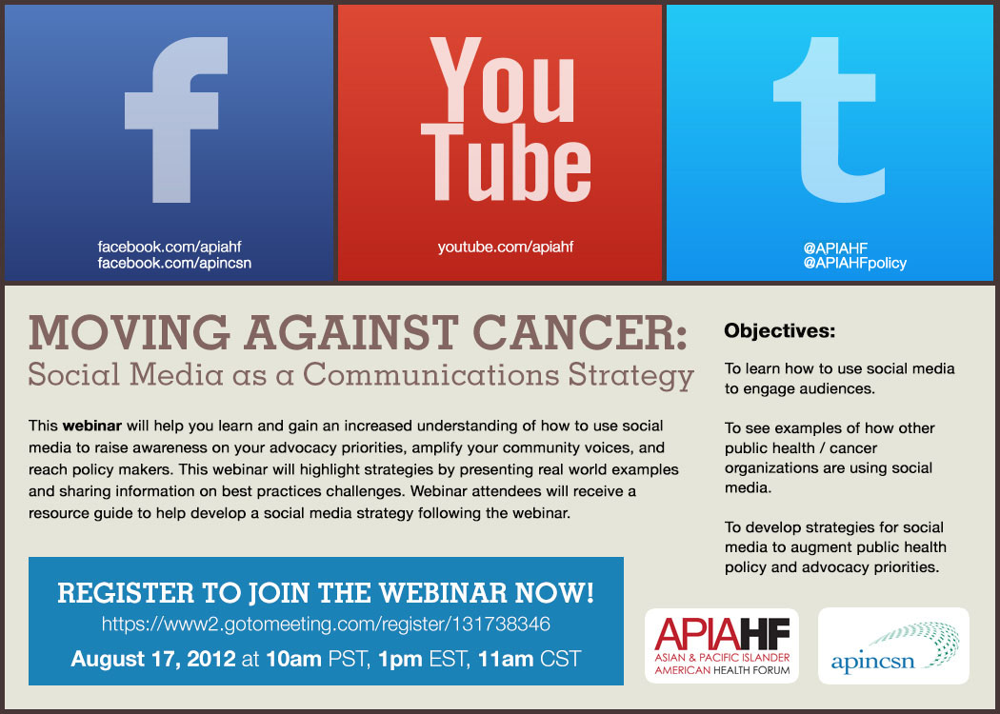 f
You
Tube
t
facebook.com/apiahf
facebook.com/apincsn
youtube.com/apiahf
@APIAHF
@APIAHFpolicy
MOVING AGAINST CANCER:
Social Media as a Communications Strategy
This webinar will help you learn and gain an increased understanding of how to use social
media to raise awareness on your advocacy priorities, amplify your community voices, and
reach policy makers. This webinar will highlight strategies by presenting real world examples
and sharing information on best practices challenges. Webinar attendees will receive a
resource guide to help develop a social media strategy following the webinar.
REGISTER TO JOIN THE WEBINAR NOW!
https://www2.gotomeeting.com/register/131738346
August 17, 2012 at 10am PST, 1pm EST, 11am CST
Objectives:
To learn how to use social media
to engage audiences.
To see examples of how other
public health / cancer
organizations are using social
media.
To develop strategies for social
media to augment public health
policy and advocacy priorities.
APIAHF
ASIAN & PACIFIC ISLANDER
AMERICAN HEALTH FORUM
apincsn